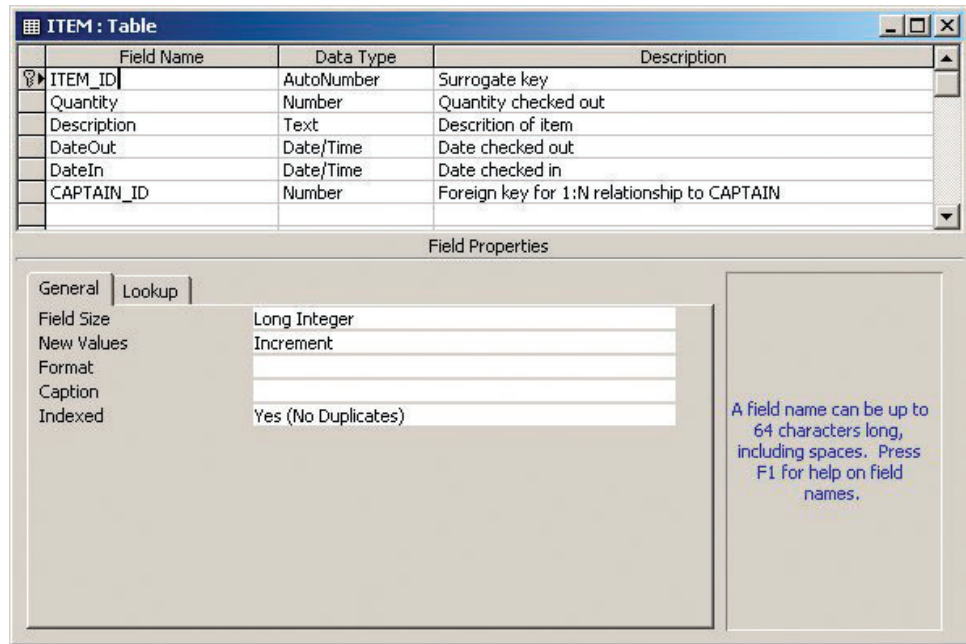 ITEM : Table
Field Name Data Type Description
ITEM_ID AutoNumber Surrogate key
Quantity Number Quantity checked out
Description Text Descrition of item
DateOut Date/Time Date checked out
DateIn Date/Time Date checked in
CAPTAIN_ID Number Foreign key for 1:N relationship to CAPTAIN
Field Properties
General Lookup
Field Size Long Integer
New Values Increment
Format
Caption
Indexed Yes (No Duplicates)
A field name can be up to
64 characters long,
including spaces. Press
F1 for help on field
names.